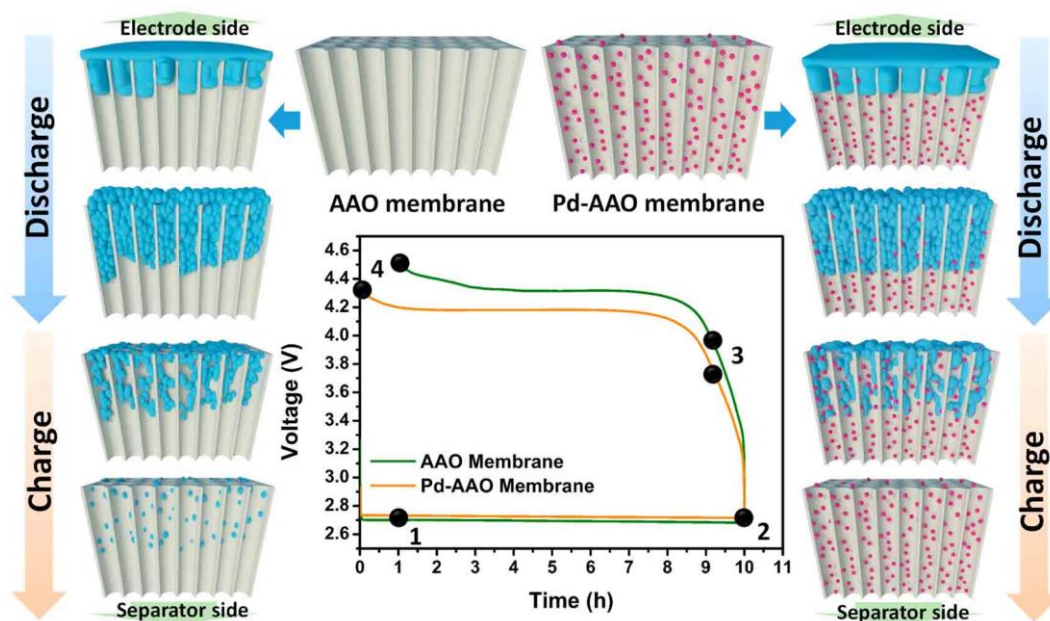 Electrode side
Electrode side
Discharge
Discharge
AAO membrane
Pd-AAO membrane
Charge
Charge
4.6
4.4
4.2
4.0
3.8
3.6
3.4
3.2
3.0
2.8
2.6
Voltage (V)
4
3
AAO Membrane
Pd-AAO Membrane
1
2
0 1 2 3 4 5 6 7 8 9 10 11
Time (h)
Separator side
Separator side